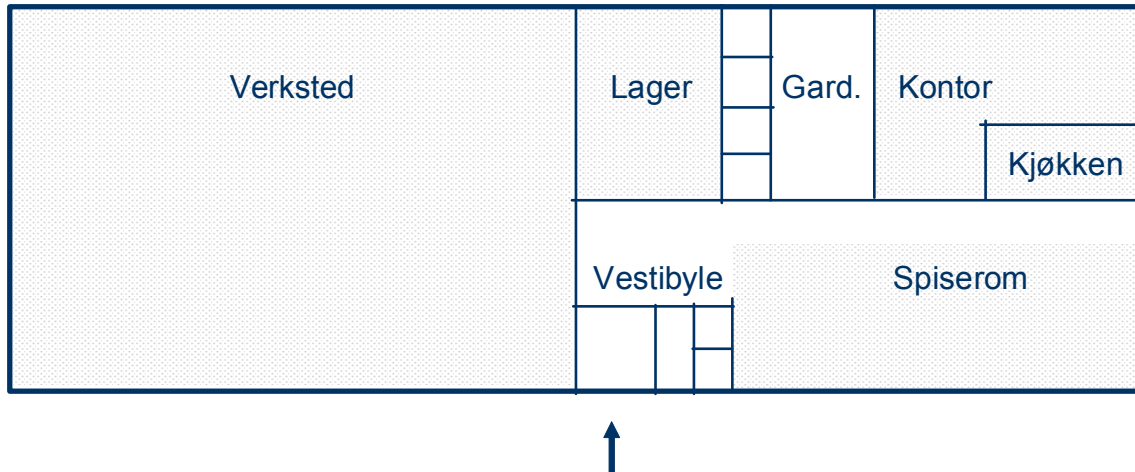 Verksted
Lager
Gard.
Kontor
Kjøkken
Vestibyle
Spiserom